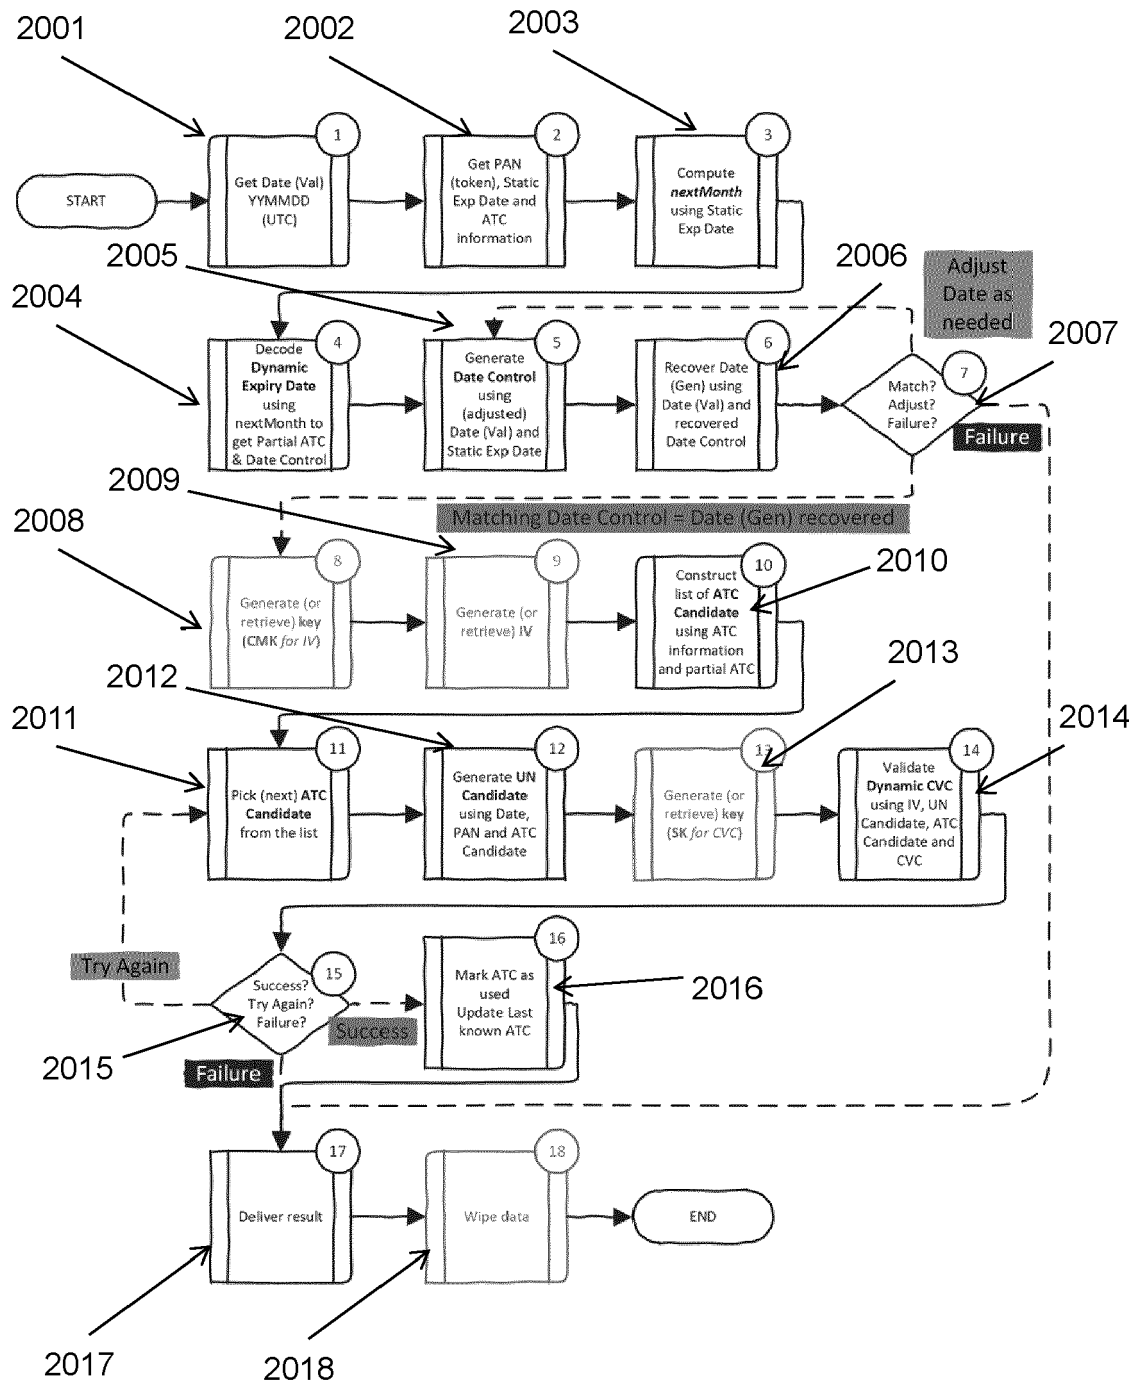 2001
2002
2003
START
1
Get Date (Val)
YYMMDD
(UTC)
2
Get PAN
(token), Static
Exp Date and
ATC
information
3
Compute
nextMonth
using Static
Exp Date
2005
2004
2006
Adjust
Date as
needed
2007
4
Decode
Dynamic
Expiry Date
using
nextMonth to
get Partial ATC
& Date Control
5
Generate
Date Control
using
(adjusted)
Date (Val) and
Static Exp Date
6
Recover Date
(Gen) using
Date (Val) and
recovered
Date Control
7
Match?
Adjust?
Failure?
Failure
Matching Date Control = Date (Gen) recovered
2009
2008
8
Generate (or
retrieve) key
(CMK for IV)
9
Generate (or
retrieve) IV
10
Construct
list of ATC
Candidate
using ATC
information
and partial ATC
2010
2012
2013
2011
2014
11
Pick (next) ATC
Candidate
from the list
12
Generate UN
Candidate
using Date,
PAN and ATC
Candidate
13
Generate (or
retrieve) key
(SK for CVC)
14
Validate
Dynamic CVC
using IV, UN
Candidate, ATC
Candidate and
CVC
Try Again
15
Success?
Try Again?
Failure?
Success
16
Mark ATC as
used
Update Last
known ATC
2016
2015
Failure
17
Deliver result
18
Wipe data
END
2017
2018